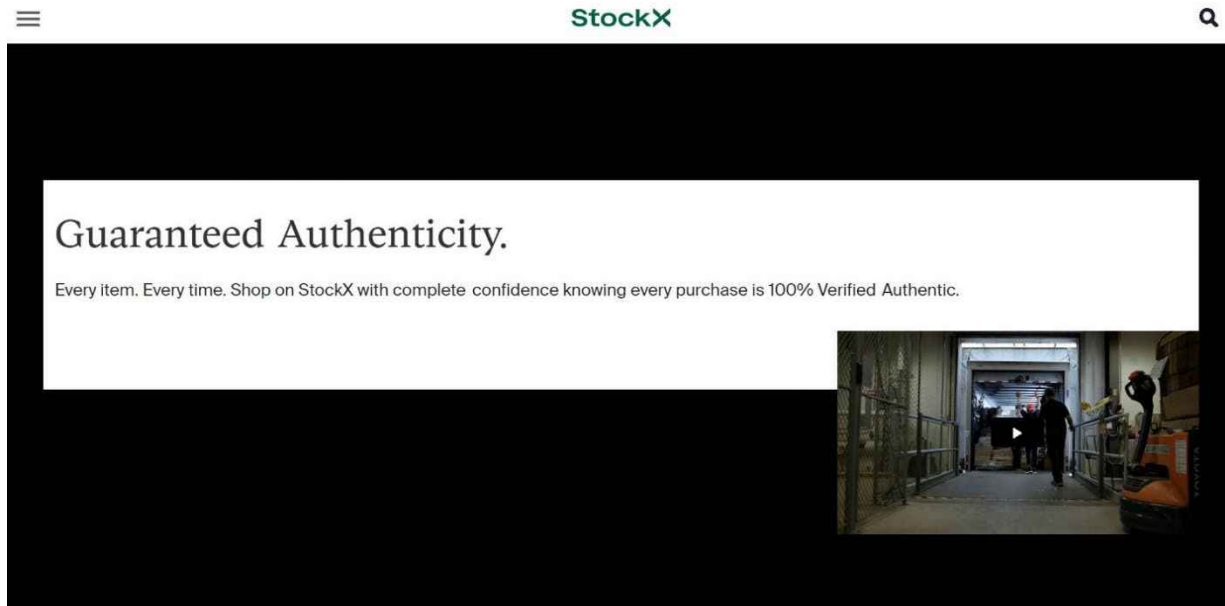 StockX
Guaranteed Authenticity.
Every item. Every time. Shop on StockX with complete confidence knowing every purchase is 100% Verified Authentic.
TOYOTA